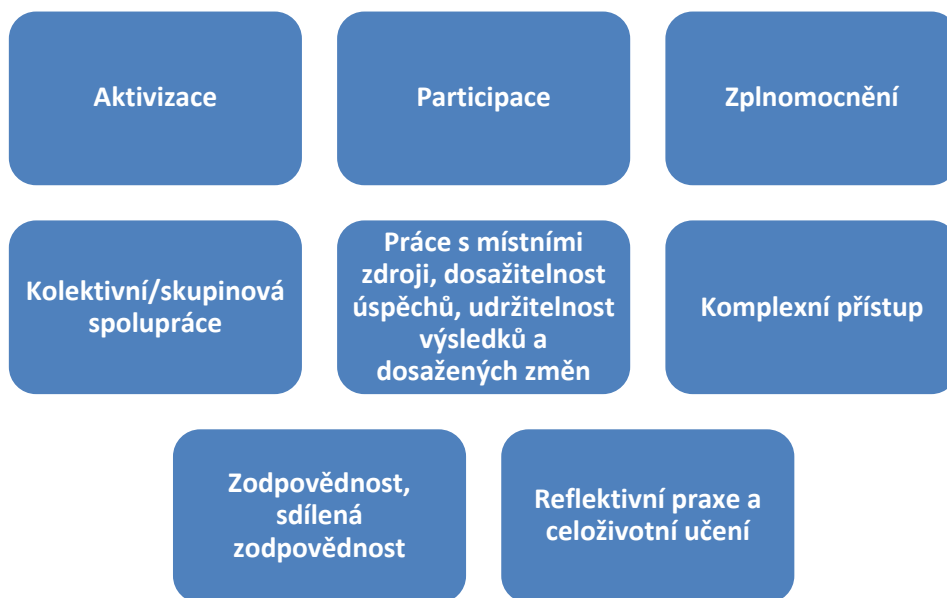 Aktivizace
Participace
Zplnomocnění
Kolektivní/skupinová
spolupráce
Práce s místními
zdroji, dosažitelnost
úspěchů, udržitelnost
výsledků a
dosažených změn
Komplexní přístup
Zodpovědnost,
sdílená
zodpovědnost
Reflektivní praxe a
celoživotní učení